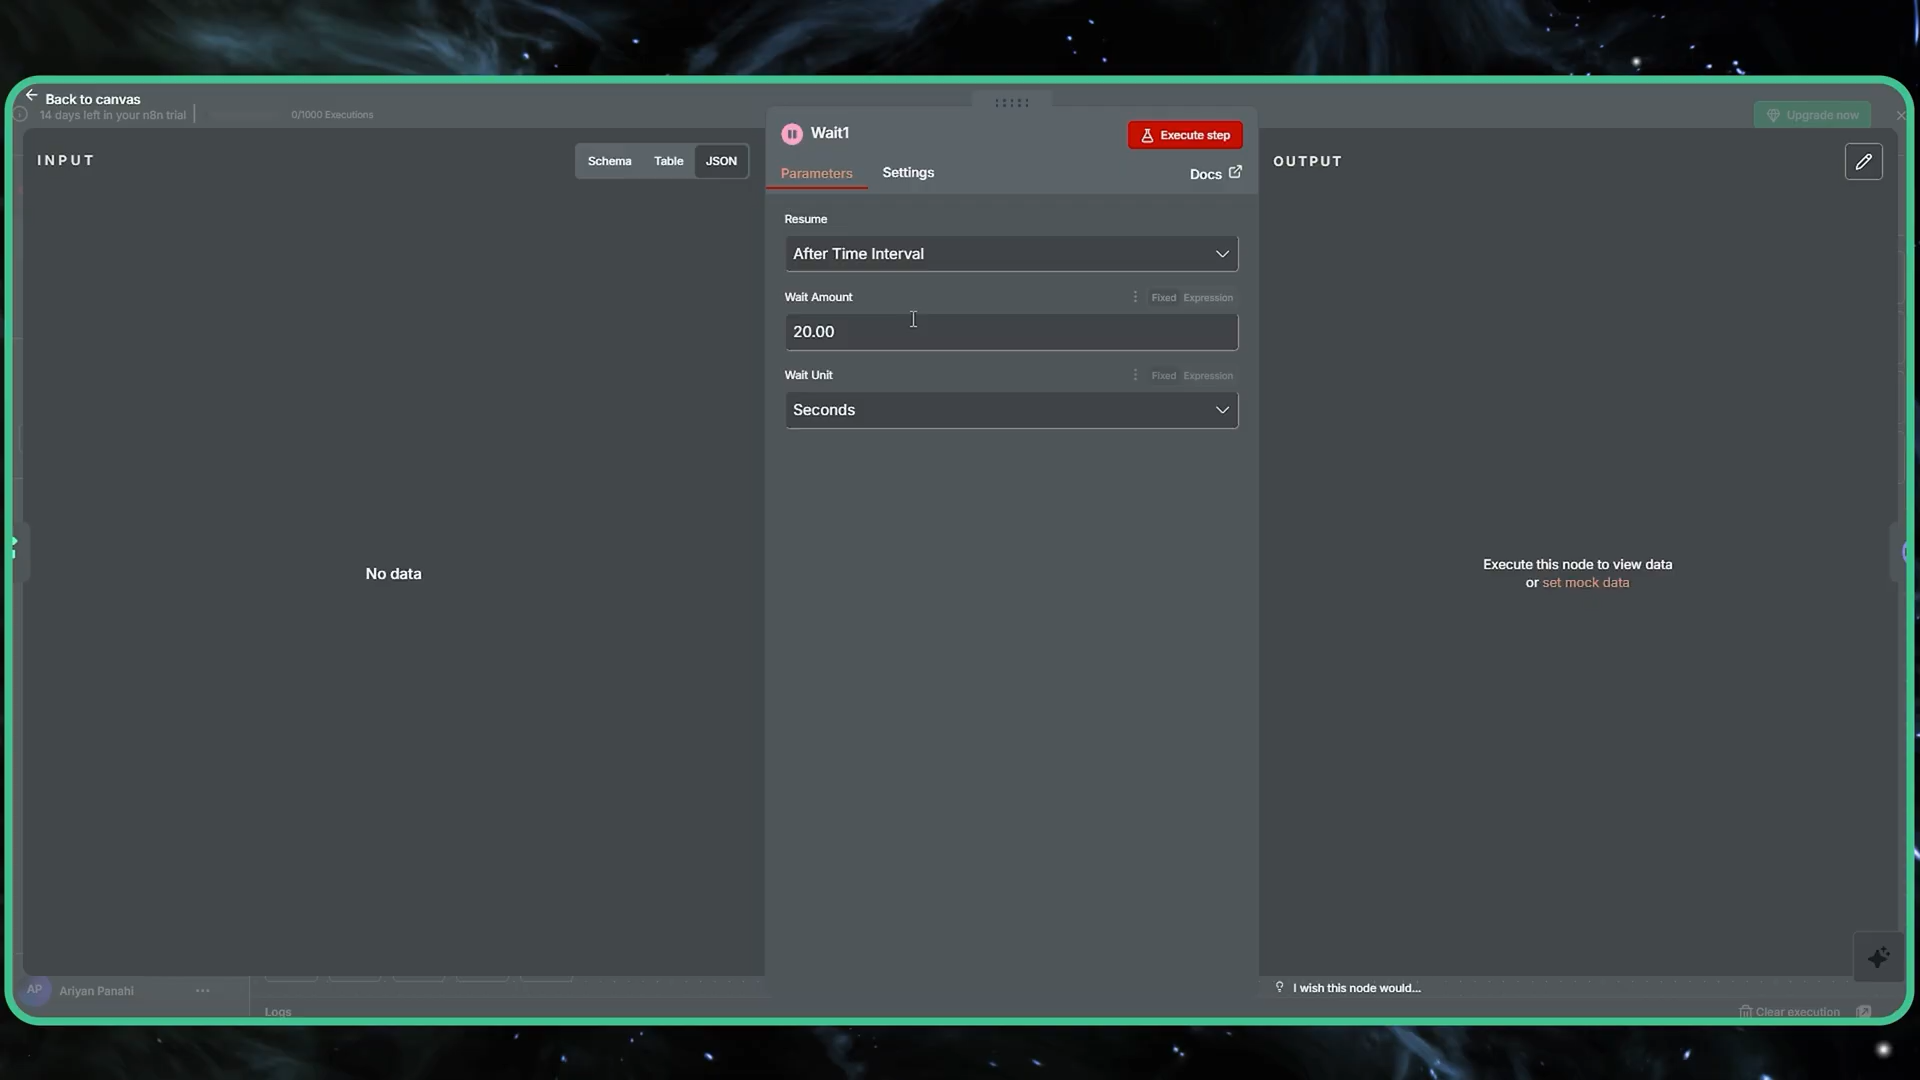 Back to canvas
14 days left in your n8n trial
0/1000 Executions
Upgrade now
INPUT
Schema
Table
JSON
Wait1
Execute step
Parameters
Settings
Docs
OUTPUT
Resume
After Time Interval
Wait Amount
Fixed
Expression
20.00
Wait Unit
Fixed
Expression
Seconds
No data
Execute this node to view data
or set mock data
AP
Ariyan Panahi
I wish this node would...
Logs
Clear execution